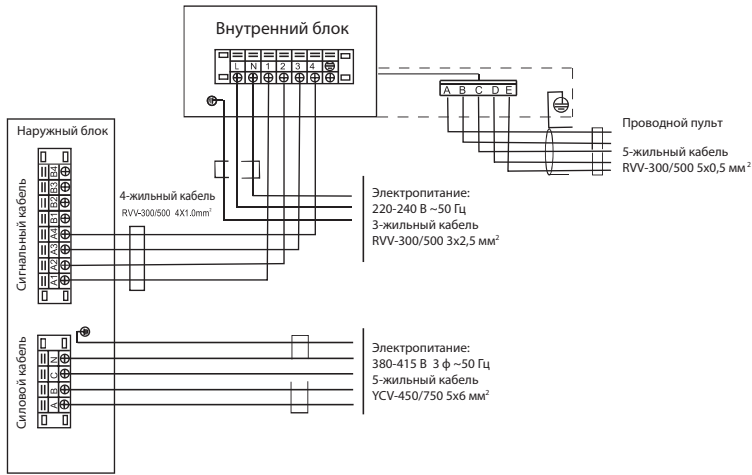 Внутренний блок
L N 1 2 3 4
A B C D E
Проводной пульт
5-жильный кабель
RVV-300/500 5x0,5 мм²
Наружный блок
Сигнальный кабель
B4
B3
B2
B1
A4
A3
A2
A1
4-жильный кабель
RVV-300/500 4X1.0mm²
Электропитание:
220-240 В ~50 Гц
3-жильный кабель
RVV-300/500 3x2,5 мм²
Силовой кабель
N
C
B
A
Электропитание:
380-415 В 3 ф ~50 Гц
5-жильный кабель
YCV-450/750 5x6 мм²